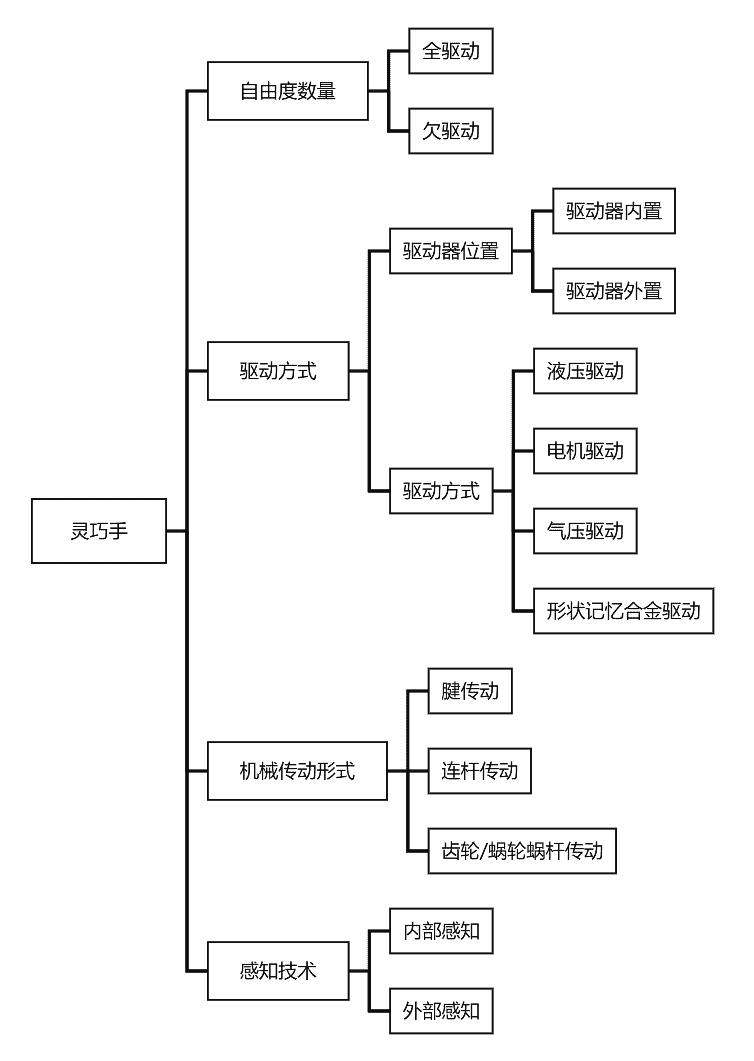 全驱动
自由度数量
欠驱动
驱动器内置
驱动器位置
驱动器外置
液压驱动
驱动方式
电机驱动
驱动方式
气压驱动
灵巧手
形状记忆合金驱动
腱传动
机械传动形式
连杆传动
齿轮/蜗轮蜗杆传动
内部感知
感知技术
外部感知